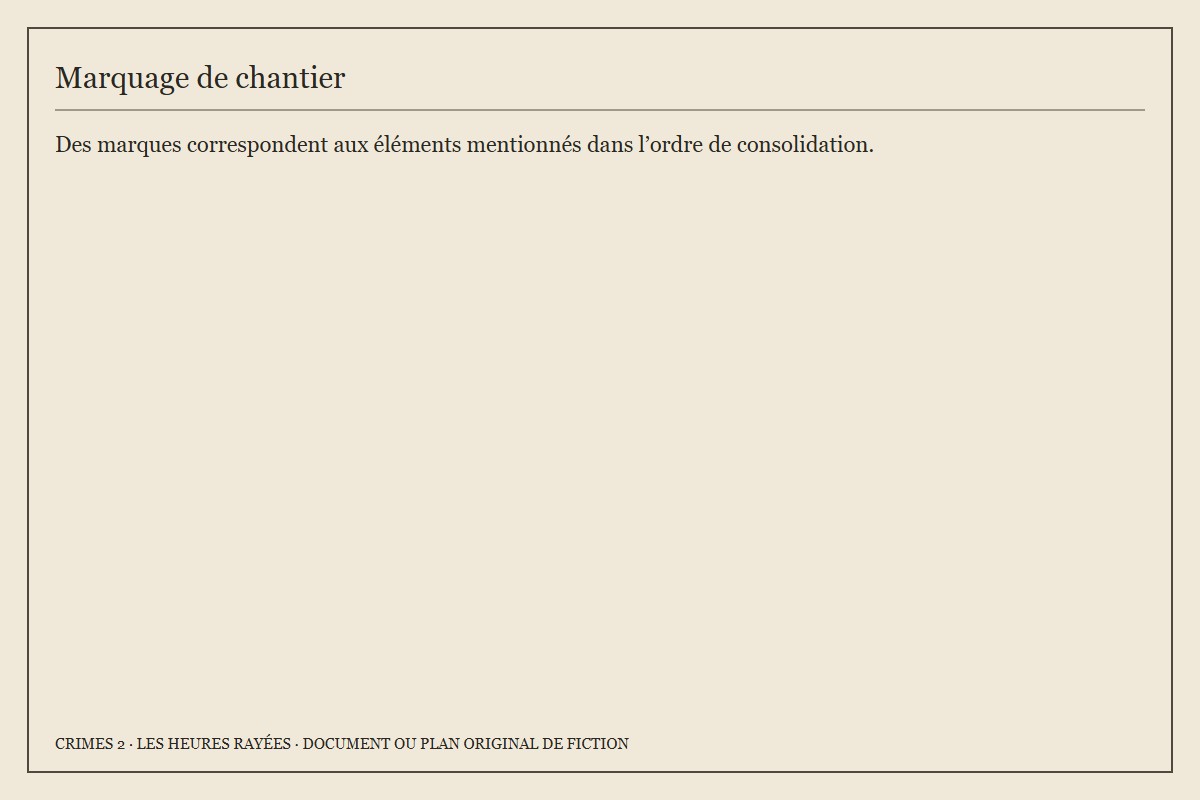 Marquage de chantier
Des marques correspondent aux éléments mentionnés dans l’ordre de consolidation.
CRIMES 2 · LES HEURES RAYÉES · DOCUMENT OU PLAN ORIGINAL DE FICTION